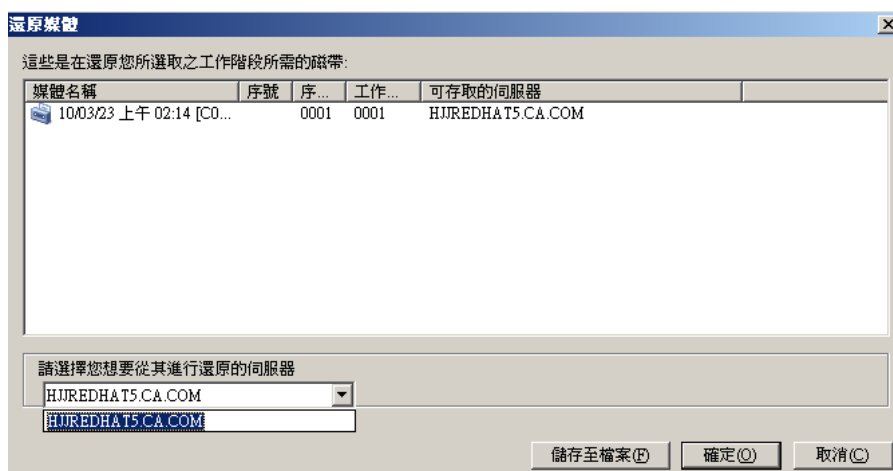 還原媒體
這些是在還原您所選取之工作階段所需的磁帶:
媒體名稱 序號 序... 工作... 可存取的伺服器
10/03/23 上午 02:14 [C0... 0001 0001 HJJREDHAT5.CA.COM
請選擇您想要從其進行還原的伺服器
HJJREDHAT5.CA.COM
HJJREDHAT5.CA.COM
儲存至檔案(F) 確定(O) 取消(C)